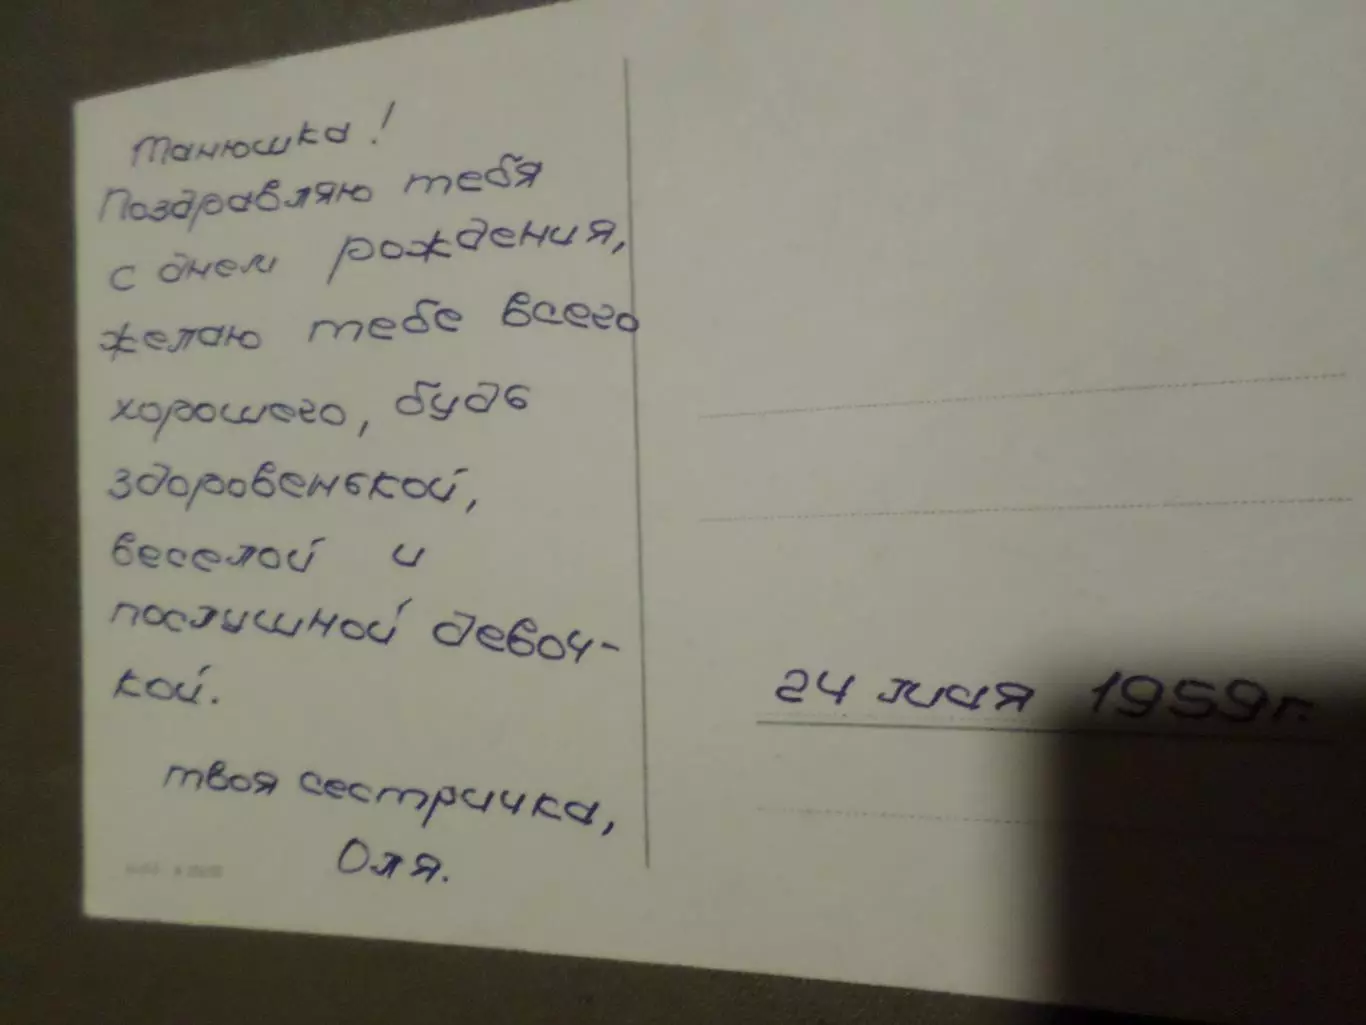 Танюшка!
Поздравляю тебя
с днем рождения,
желаю тебе всего
хорошего, будь
здоровенькой,
веселой и
послушной девоч-
кой.
твоя сестричка,
Оля.
24 мая 1959г.